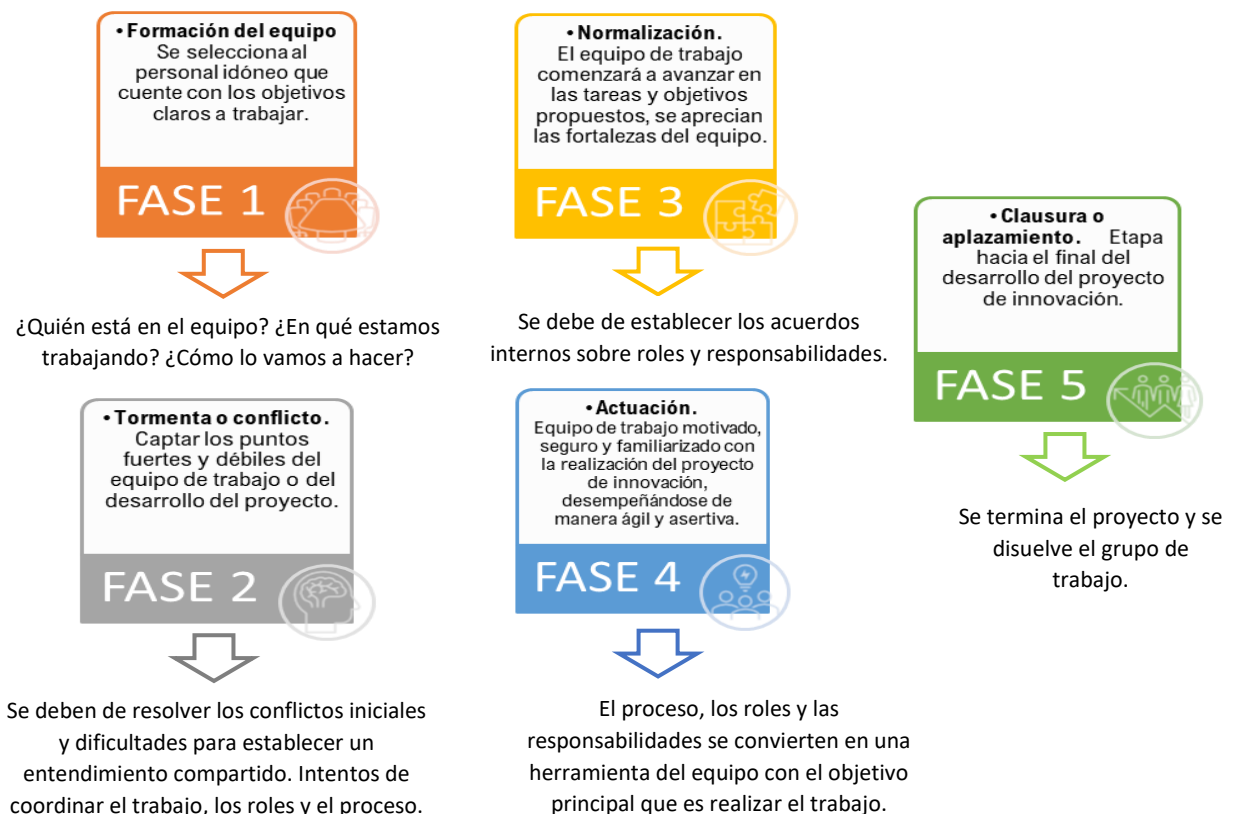 • Formación del equipo
Se selecciona al
personal idóneo que
cuente con los objetivos
claros a trabajar.
FASE 1
¿Quién está en el equipo? ¿En qué estamos
trabajando? ¿Cómo lo vamos a hacer?
• Tormenta o conflicto.
Captar los puntos
fuertes y débiles del
equipo de trabajo o del
desarrollo del proyecto.
FASE 2
Se deben de resolver los conflictos iniciales
y dificultades para establecer un
entendimiento compartido. Intentos de
coordinar el trabajo, los roles y el proceso.
• Normalización.
El equipo de trabajo
comenzará a avanzar en
las tareas y objetivos
propuestos, se aprecian
las fortalezas del equipo.
FASE 3
Se debe de establecer los acuerdos
internos sobre roles y responsabilidades.
• Actuación.
Equipo de trabajo motivado,
seguro y familiarizado con
la realización del proyecto
de innovación,
desempeñándose de
manera ágil y asertiva.
FASE 4
El proceso, los roles y las
responsabilidades se convierten en una
herramienta del equipo con el objetivo
principal que es realizar el trabajo.
• Clausura o
aplazamiento. Etapa
hacia el final del
desarrollo del proyecto
de innovación.
FASE 5
Se termina el proyecto y se
disuelve el grupo de
trabajo.